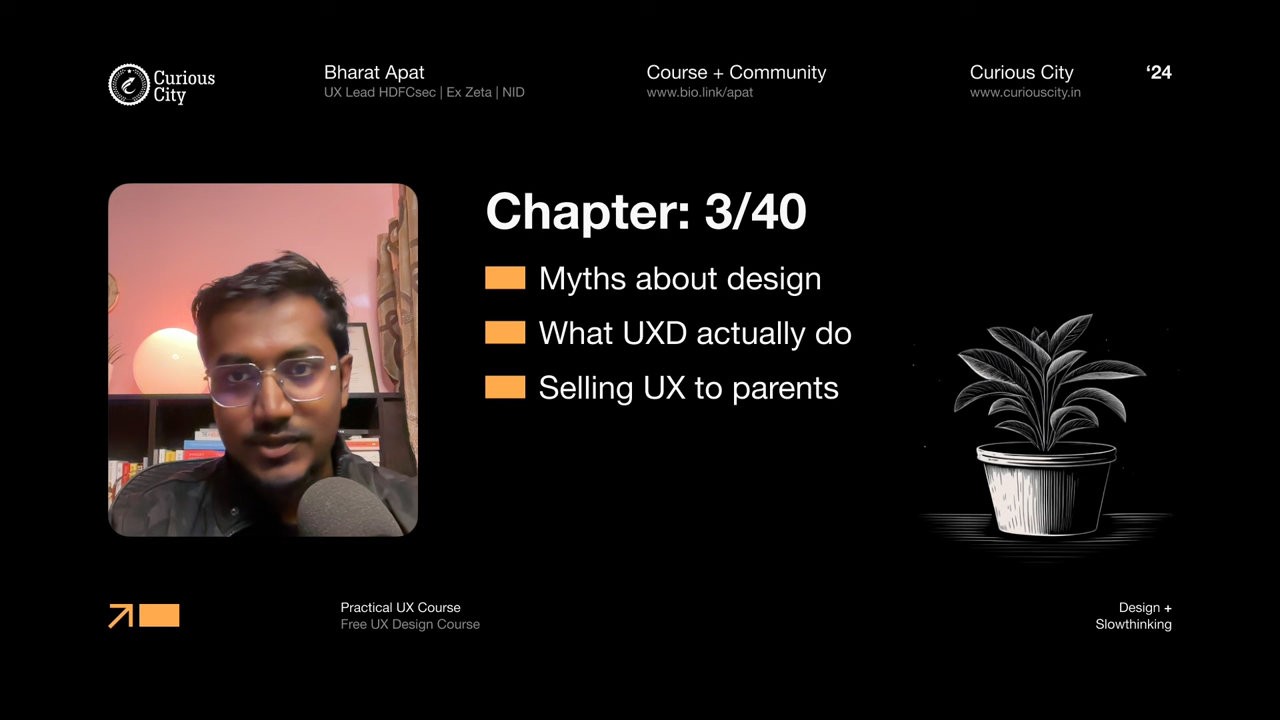 Curious
City
Bharat Apat
UX Lead HDFCsec | Ex Zeta | NID
Course + Community
www.bio.link/apat
Curious City
www.curiouscity.in
‘24
Chapter: 3/40
Myths about design
What UXD actually do
Selling UX to parents
Practical UX Course
Free UX Design Course
Design +
Slowthinking